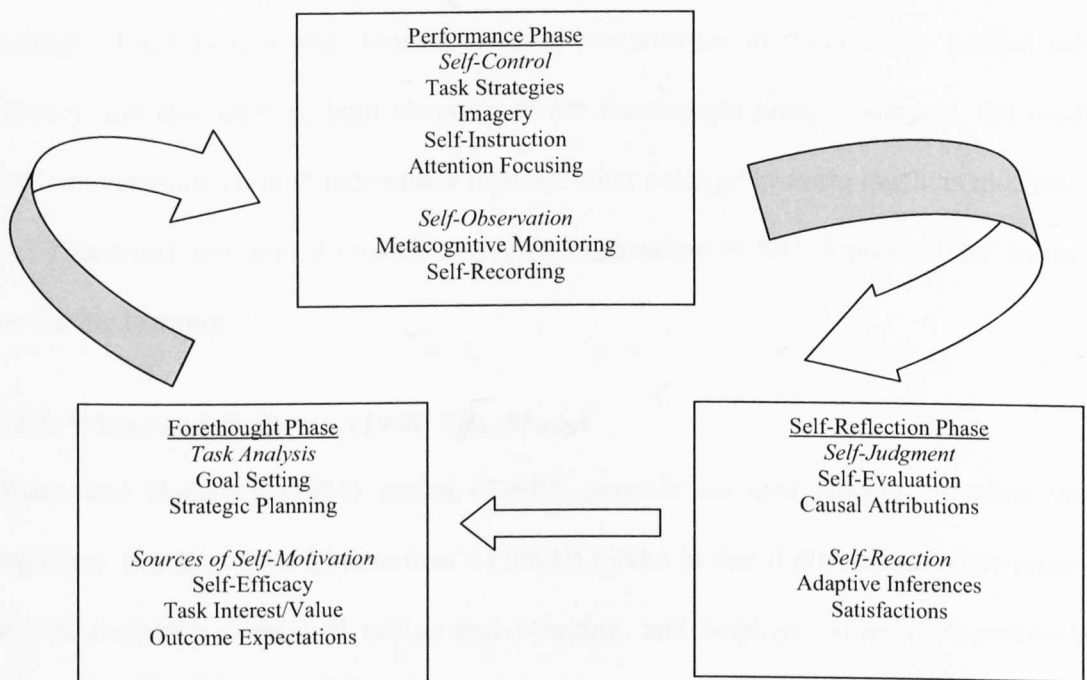 Performance Phase
Self-Control
Task Strategies
Imagery
Self-Instruction
Attention Focusing
Self-Observation
Metacognitive Monitoring
Self-Recording
Forethought Phase
Task Analysis
Goal Setting
Strategic Planning
Sources of Self-Motivation
Self-Efficacy
Task Interest/Value
Outcome Expectations
Self-Reflection Phase
Self-Judgment
Self-Evaluation
Causal Attributions
Self-Reaction
Adaptive Inferences
Satisfactions